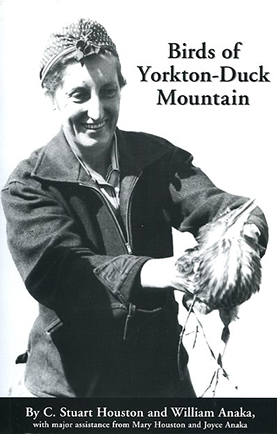 Birds of
Yorkton-Duck
Mountain
By C. Stuart Houston and William Anaka,
with major assistance from Mary Houston and Joyce Anaka